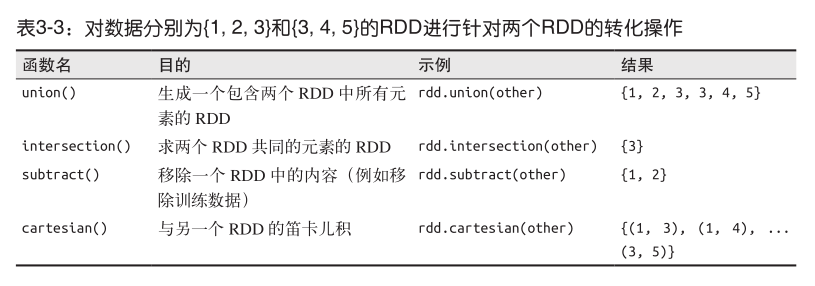 表3-3：对数据分别为{1, 2, 3}和{3, 4, 5}的RDD进行针对两个RDD的转化操作
函数名 目的 示例 结果
union() 生成一个包含两个 RDD 中所有元 rdd.union(other) {1, 2, 3, 3, 4, 5}
素的 RDD
intersection() 求两个 RDD 共同的元素的 RDD rdd.intersection(other) {3}
subtract() 移除一个 RDD 中的内容（例如移 rdd.subtract(other) {1, 2}
除训练数据）
cartesian() 与另一个 RDD 的笛卡儿积 rdd.cartesian(other) {(1, 3), (1, 4), ...
(3, 5)}